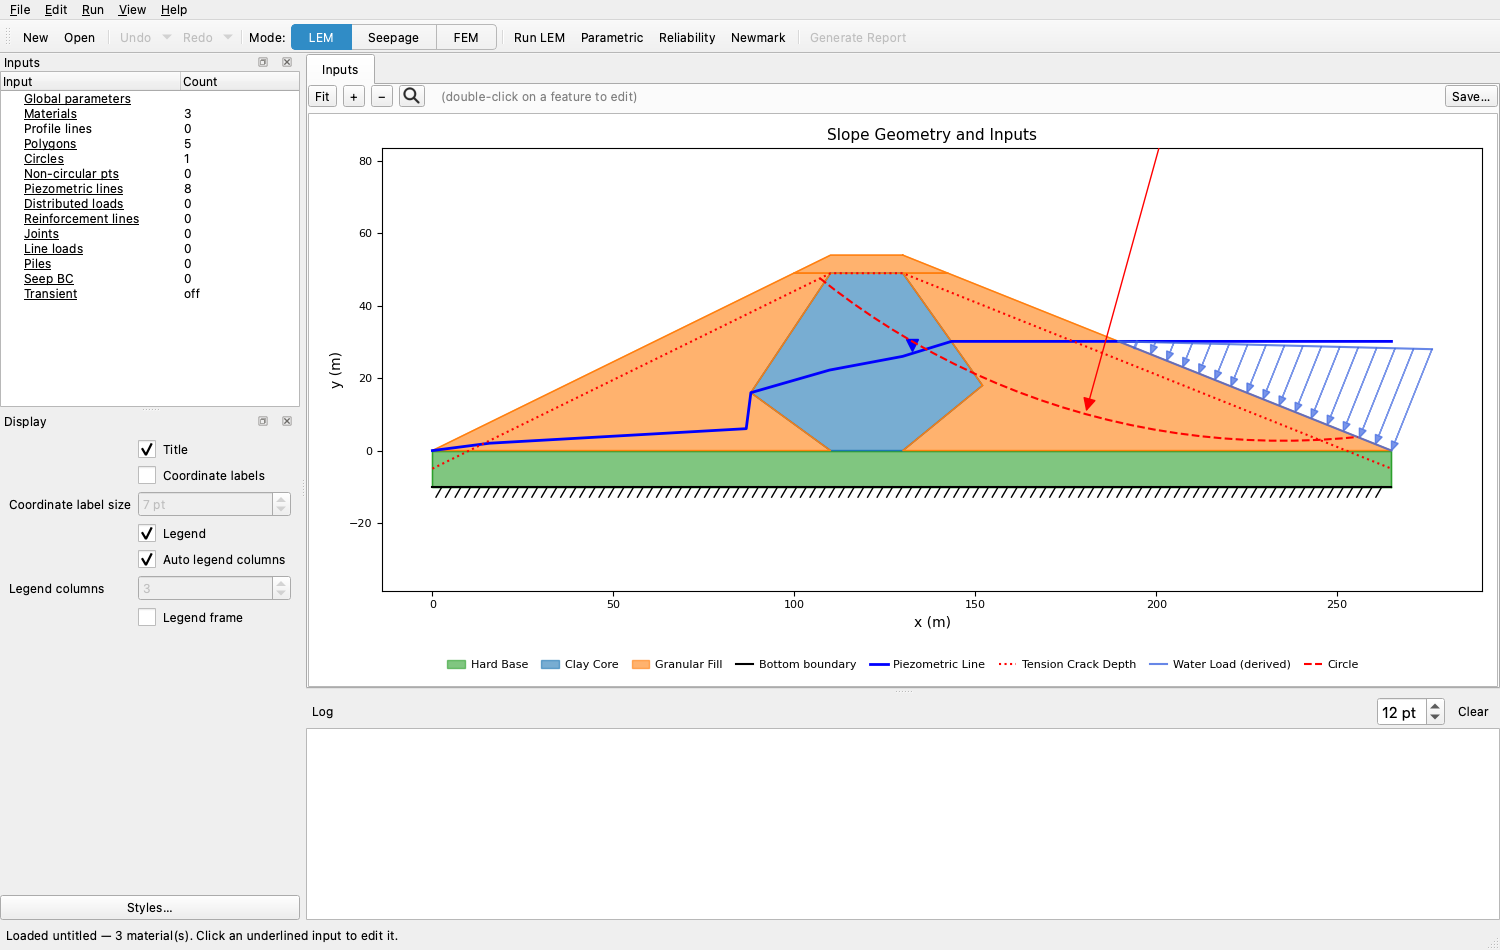 File Edit Run View Help
New Open Undo Redo Mode: LEM Seepage FEM Run LEM Parametric Reliability Newmark Generate Report
Inputs
Input Count
Global parameters
Materials 3
Profile lines 0
Polygons 5
Circles 1
Non-circular pts 0
Piezometric lines 8
Distributed loads 0
Reinforcement lines 0
Joints 0
Line loads 0
Piles 0
Seep BC 0
Transient off
Display
Title
Coordinate labels
Coordinate label size 7 pt
Legend
Auto legend columns
Legend columns 3
Legend frame
Styles...
Inputs
Fit + − (double-click on a feature to edit) Save...
Slope Geometry and Inputs
80
60
40
20
0
−20
y (m)
0 50 100 150 200 250
x (m)
Hard Base Clay Core Granular Fill Bottom boundary Piezometric Line Tension Crack Depth Water Load (derived) Circle
Log 12 pt Clear
Loaded untitled — 3 material(s). Click an underlined input to edit it.